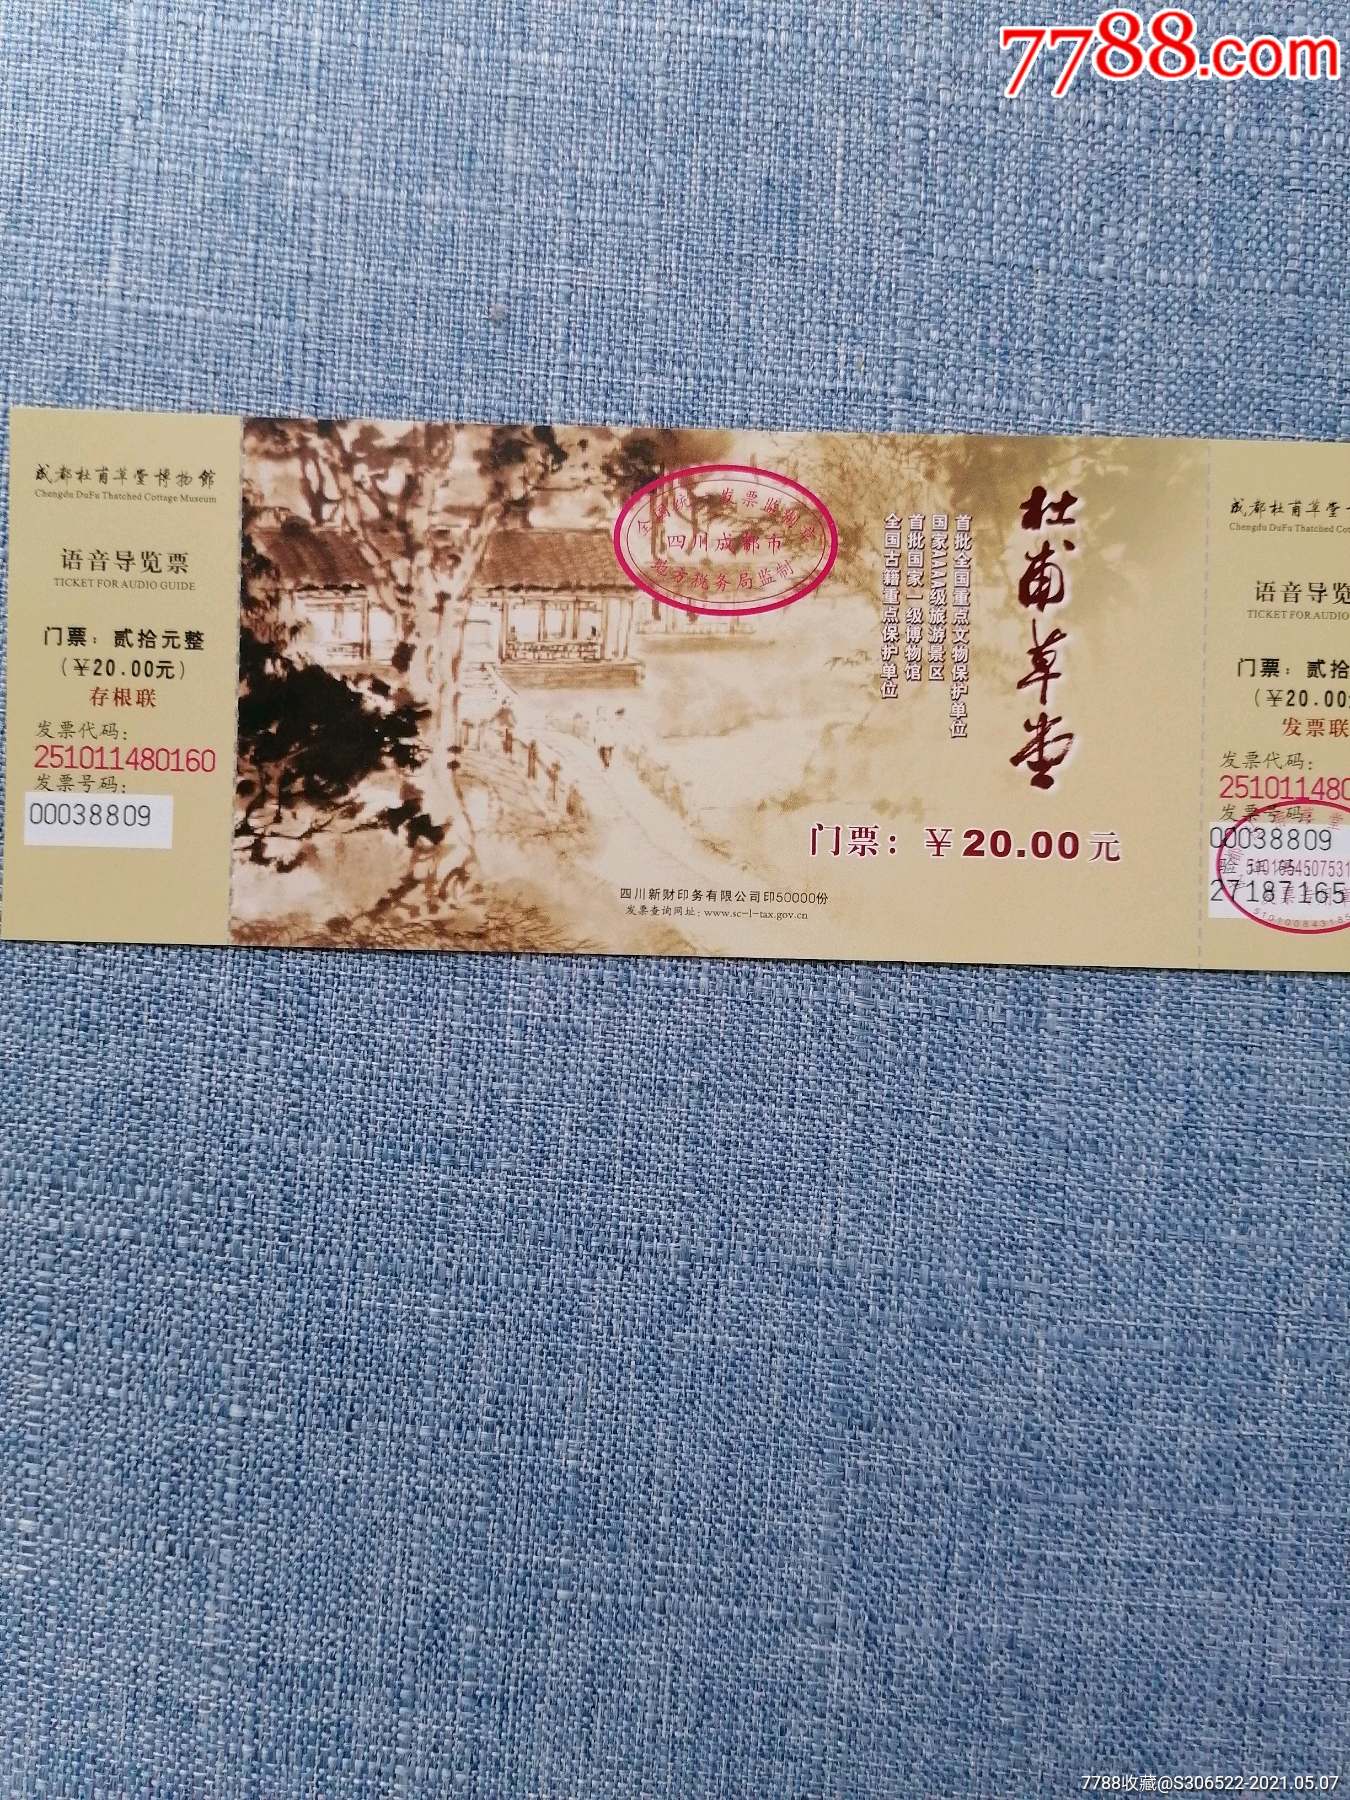 7788.com
成都杜甫草堂博物館
Chengdu DuFu Thatched Cottage Museum
语音导览票
TICKET FOR AUDIO GUIDE
门票：贰拾元整
（￥20.00元）
存根联
发票代码：
251011480160
发票号码：
00038809
四川成都市
地方税务局监制
首批全国重点文物保护单位
国家AAAA级旅游景区
首批国家一级博物馆
全国古籍重点保护单位
杜甫草堂
门票：￥20.00元
四川新财印务有限公司印50000份
发票查询网址：www.sc-l-tax.gov.cn
成都杜甫草堂
Chengdu DuFu Thatched Cot
语音导览
TICKET FOR AUDIO
门票：贰拾
（￥20.00
发票联
发票代码：
251011480
发票号码：
00038809
27187165
7788收藏@S306522-2021.05.07